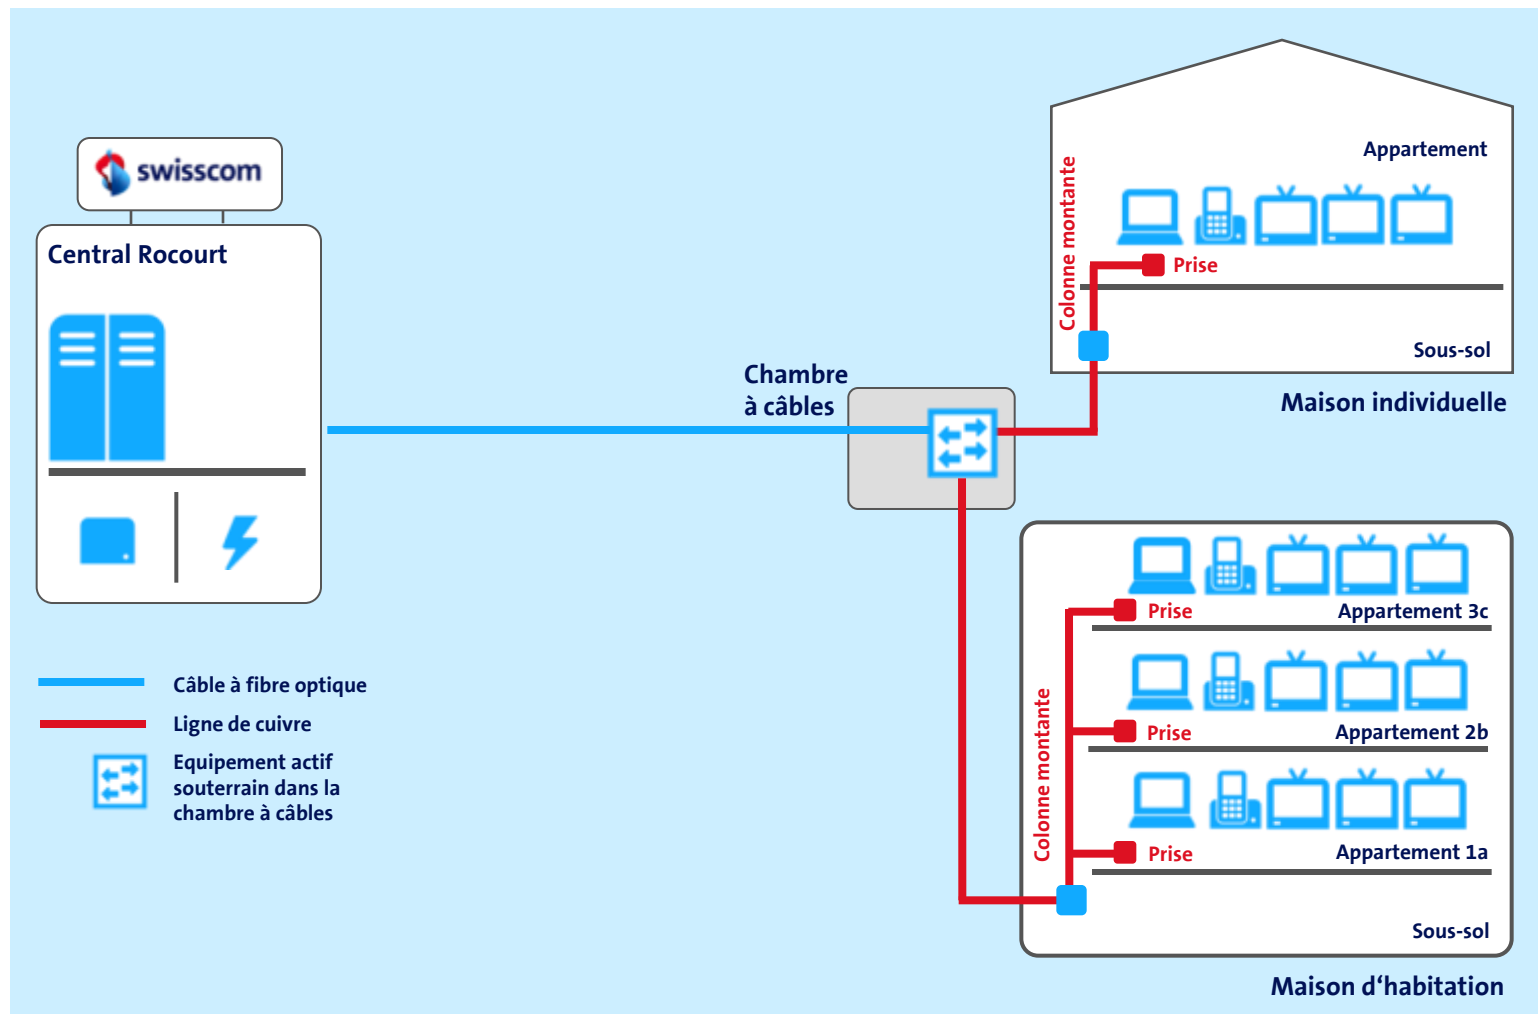 swisscom
Central Rocourt
Chambre
à câbles
Câble à fibre optique
Ligne de cuivre
Equipement actif
souterrain dans la
chambre à câbles
Appartement
Colonne montante
Prise
Sous-sol
Maison individuelle
Prise
Appartement 3c
Colonne montante
Prise
Appartement 2b
Prise
Appartement 1a
Sous-sol
Maison d‘habitation